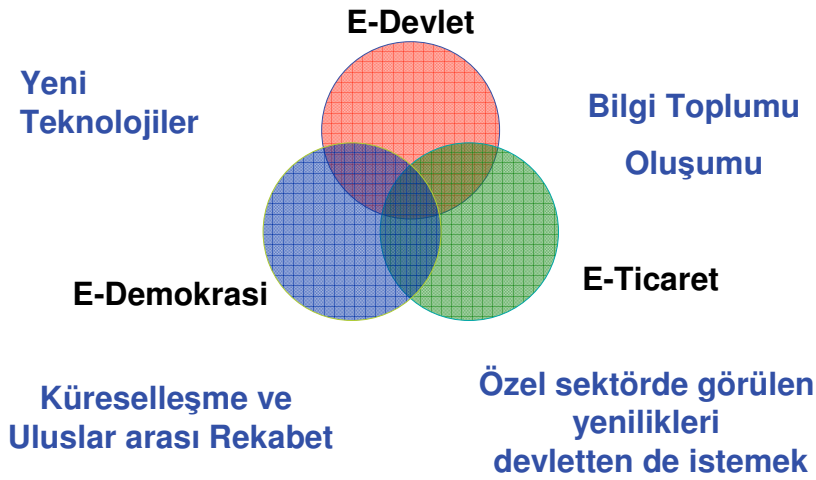 E-Devlet
Yeni
Teknolojiler
Bilgi Toplumu
Oluşumu
E-Demokrasi
E-Ticaret
Küreselleşme ve
Uluslar arası Rekabet
Özel sektörde görülen
yenilikleri
devletten de istemek